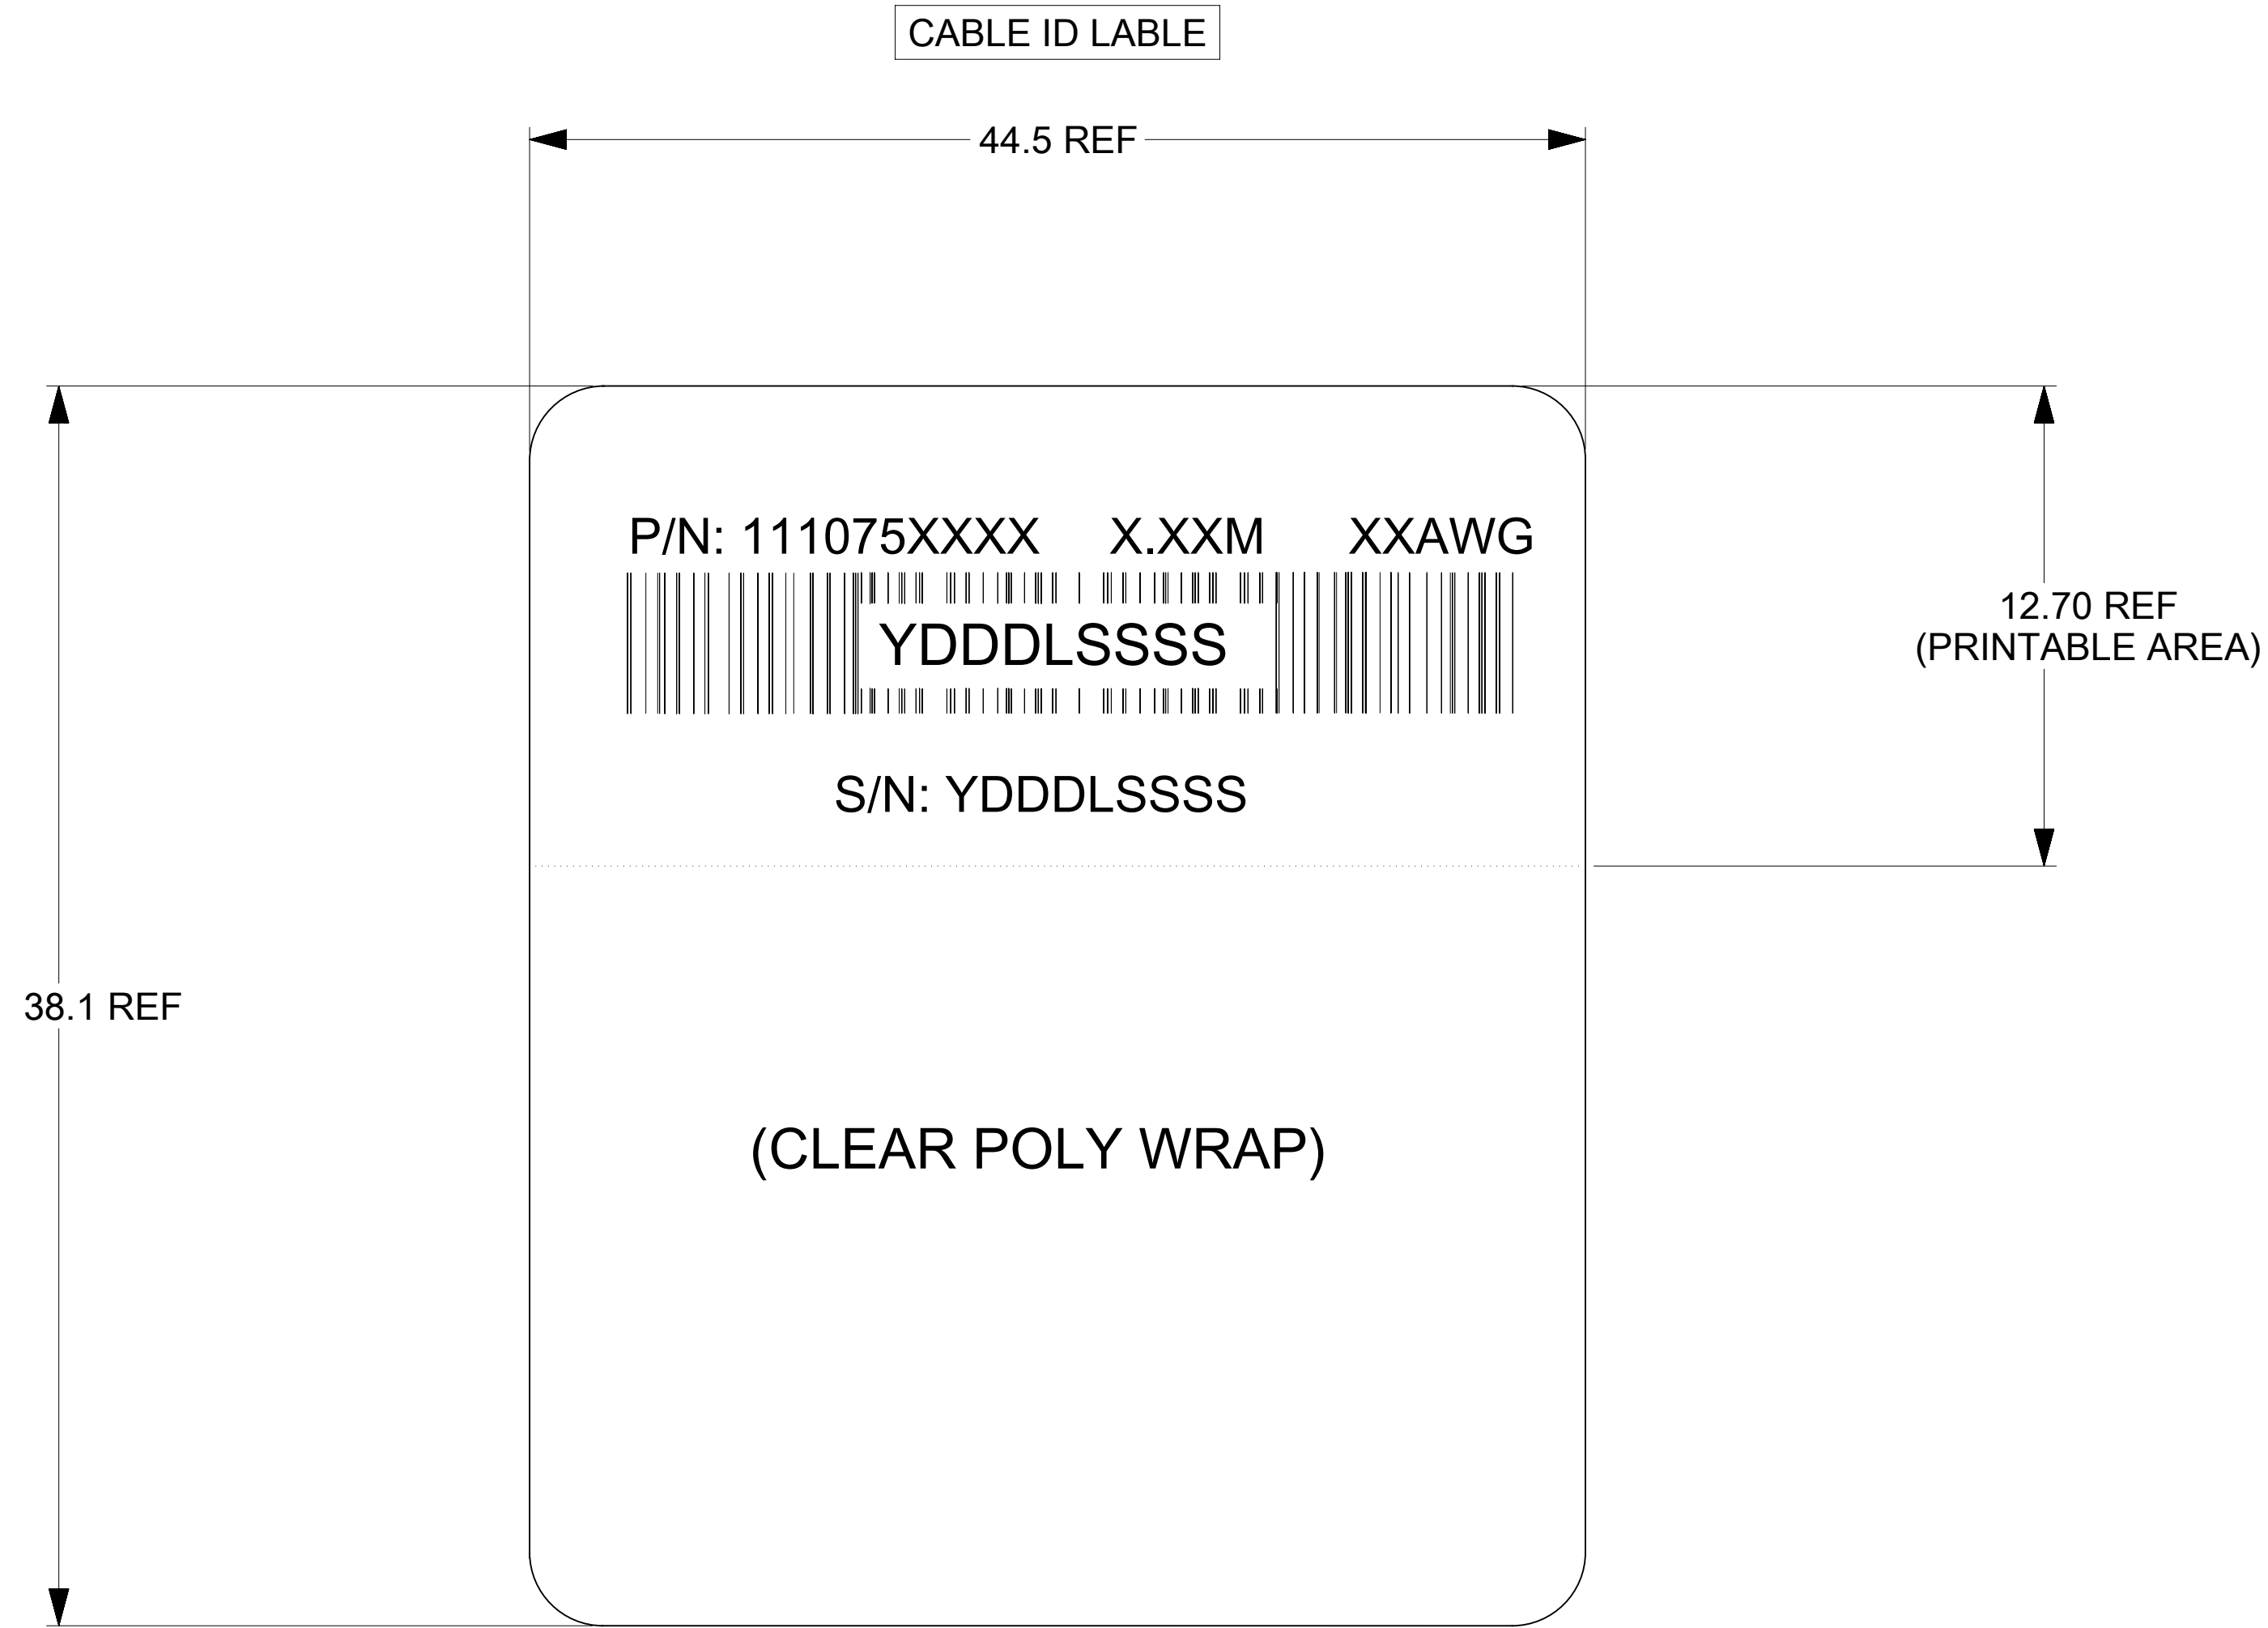 CABLE ID LABLE
44.5 REF
P/N: 111075XXXX X.XXM XXAWG
YDDDLSSSS
12.70 REF
(PRINTABLE AREA)
S/N: YDDDLSSSS
38.1 REF
(CLEAR POLY WRAP)